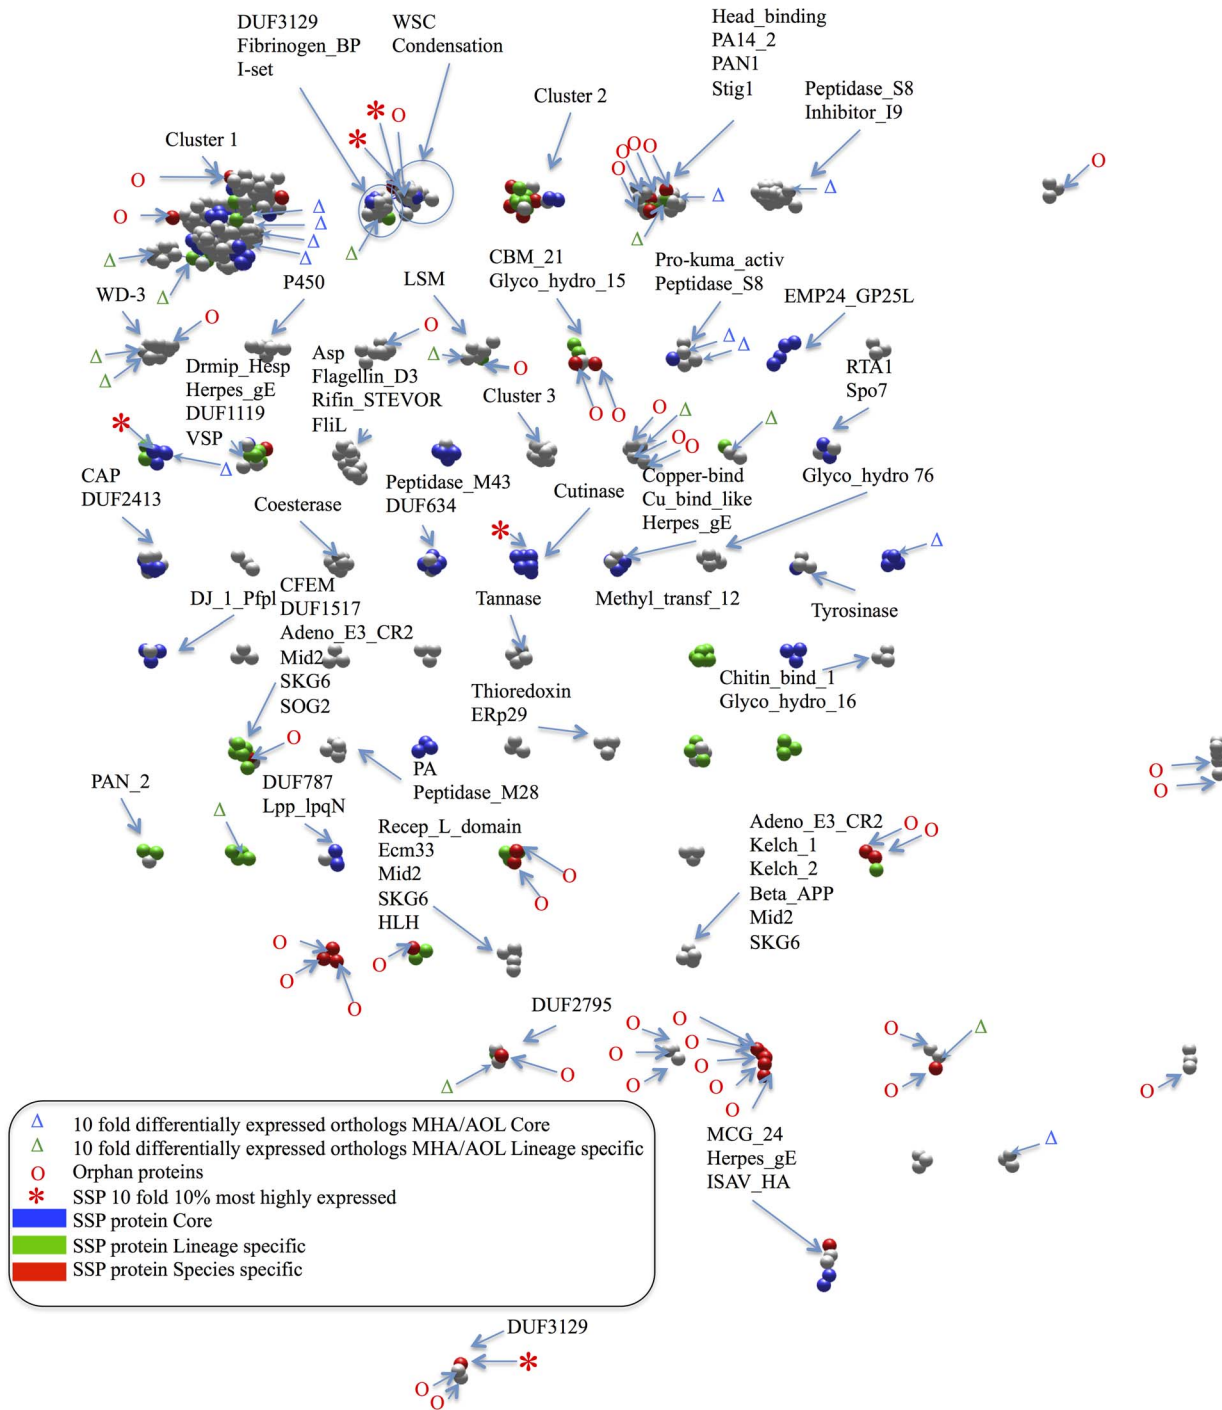 DUF3129
Fibrinogen_BP
I-set
WSC
Condensation
Head_binding
PA14_2
PAN1
Stig1
Peptidase_S8
Inhibitor_I9
Cluster 2
Cluster 1
* O
*
O
O O O
O
O
Δ
Δ
O
Δ
Δ
Δ
Δ
Δ
Δ
Δ
Δ
WD-3
P450
LSM
CBM_21
Glyco_hydro_15
Pro-kuma_activ
Peptidase_S8
EMP24_GP25L
O
O
Δ
Δ
Δ
O
Δ
Δ
Drmip_Hesp
Herpes_gE
DUF1119
VSP
Asp
Flagellin_D3
Rifin_STEVOR
FliL
Cluster 3
RTA1
Spo7
O O
O
Δ
Δ
O O
*
Δ
CAP
DUF2413
Coesterase
Peptidase_M43
DUF634
Cutinase
Copper-bind
Cu_bind_like
Herpes_gE
Glyco_hydro 76
*
Δ
DJ_1_Pfpl
CFEM
DUF1517
Adeno_E3_CR2
Mid2
SKG6
SOG2
Tannase
Methyl_transf_12
Tyrosinase
Thioredoxin
ERp29
Chitin_bind_1
Glyco_hydro_16
O
O
O
PAN_2
DUF787
Lpp_lpqN
PA
Peptidase_M28
Δ
Recep_L_domain
Ecm33
Mid2
SKG6
HLH
O
O
Adeno_E3_CR2
Kelch_1
Kelch_2
Beta_APP
Mid2
SKG6
O O
O
O
O
O
DUF2795
O
Δ
O
O
O
O
O
O
O
O
O
Δ
O
O
MCG_24
Herpes_gE
ISAV_HA
Δ
Δ 10 fold differentially expressed orthologs MHA/AOL Core
Δ 10 fold differentially expressed orthologs MHA/AOL Lineage specific
O Orphan proteins
* SSP 10 fold 10% most highly expressed
SSP protein Core
SSP protein Lineage specific
SSP protein Species specific
DUF3129
*
O
O